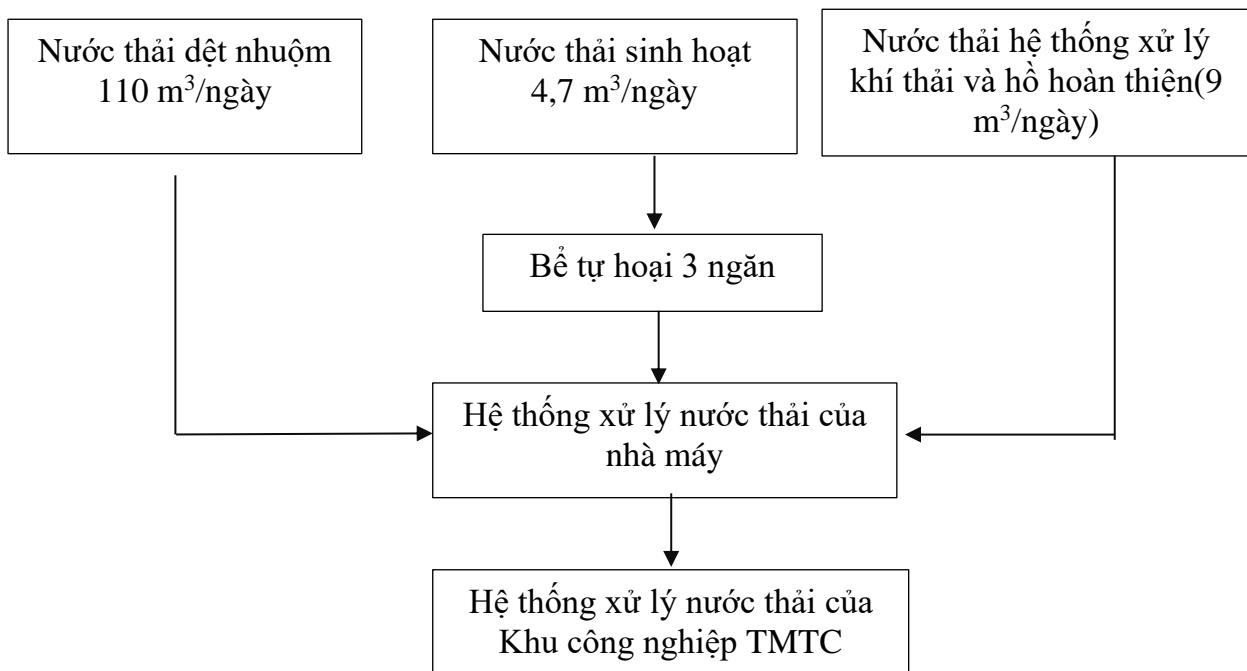 Nước thải dệt nhuộm
110 m³/ngày
Nước thải sinh hoạt
4,7 m³/ngày
Nước thải hệ thống xử lý
khí thải và hồ hoàn thiện(9
m³/ngày)
Bể tự hoại 3 ngăn
Hệ thống xử lý nước thải của
nhà máy
Hệ thống xử lý nước thải của
Khu công nghiệp TMTC